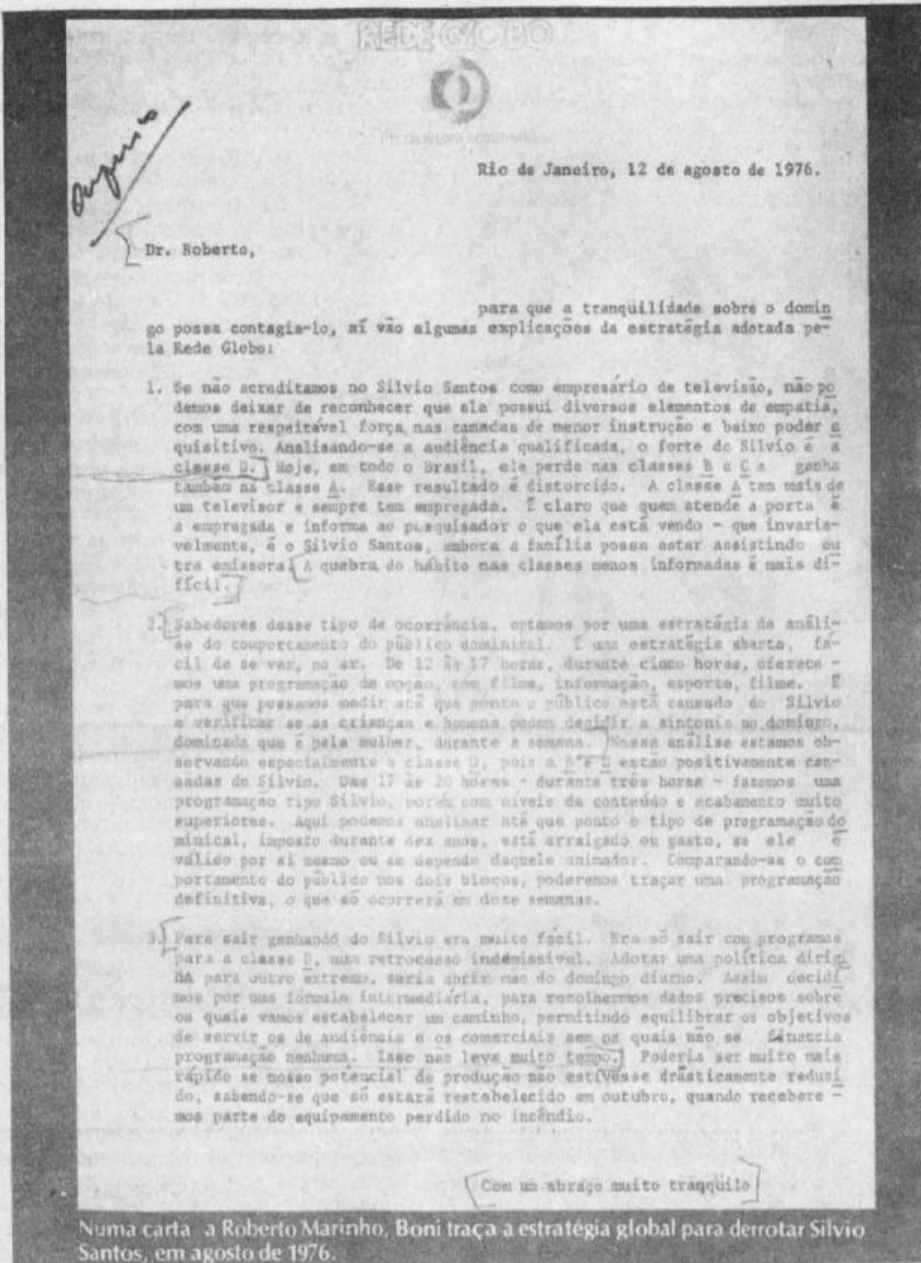 REDE GLOBO
Rio de Janeiro, 12 de agosto de 1976.
Dr. Roberto,
para que a tranquilidade sobre o domin
go possa contagia-lo, aí vão algumas explicações da estratégia adotada pe-
la Rede Globo:
1. Se não acreditamos no Silvio Santos como empresário de televisão, não po
demos deixar de reconhecer que ele possui diversos elementos de empatia,
com uma respeitável força nas camadas de menor instrução e baixo poder a
quisitivo. Analisando-se a audiência qualificada, o forte do Silvio é a
classe D. Hoje, em todo o Brasil, ele perde nas classes B e C e ganha
também na classe A. Esse resultado é distorcido. A classe A tem mais de
um televisor e sempre tem empregada. É claro que quem atende a porta é
a empregada e informa ao pesquisador o que ela está vendo - que invaria-
velmente, é o Silvio Santos, embora a família possa estar assistindo ou
tra emissora. A quebra do hábito nas classes menos informadas é mais di-
fícil.
2. Sabedores desse tipo de ocorrência, optamos por uma estratégia de análi-
se do comportamento do público dominical. É uma estratégia aberta, fá-
cil de se ver, no ar. De 12 às 17 horas, durante cinco horas, oferece -
mos uma programação de opção, com filme, informação, esporte, filme. É
para que possamos medir até que ponto o público está cansado do Silvio
e verificar se as crianças e homens podem decidir a sintonia no domingo,
dominada que é pela mulher, durante a semana. Nessa análise estamos ob-
servando especialmente a classe D, pois a B e C estão positivamente can-
sadas do Silvio. Das 17 às 20 horas - durante três horas - fazemos uma
programação tipo Silvio, porém com níveis de conteúdo e acabamento muito
superiores. Aqui podemos analisar até que ponto o tipo de programação do
minical, imposto durante dez anos, está arraigado ou gasto, se ele é
válido por si mesmo ou se depende daquele animador. Comparando-se o com
portamento do público nos dois blocos, poderemos traçar uma programação
definitiva, o que só ocorrerá em doze semanas.
3. Para sair ganhando do Silvio era muito fácil. Era só sair com programas
para a classe D, num retrocesso indemissível. Adotar uma política dirigi
da para outro extremo, seria abrir mão do domingo diurno. Assim decidi
mos por uma fórmula intermediária, para recolhermos dados precisos sobre
os quais vamos estabelecer um caminho, permitindo equilibrar os objetivos
de servir os de audiência e os comerciais sem os quais não se financia
programação nenhuma. Isso não leva muito tempo. Poderia ser muito mais
rápido se nosso potencial de produção não estivesse drásticamente reduzi
do, sabendo-se que só estará restabelecido em outubro, quando recebere -
mos parte do equipamento perdido no incêndio.
Com um abraço muito tranqüilo
Numa carta a Roberto Marinho, Boni traça a estratégia global para derrotar Silvio
Santos, em agosto de 1976.